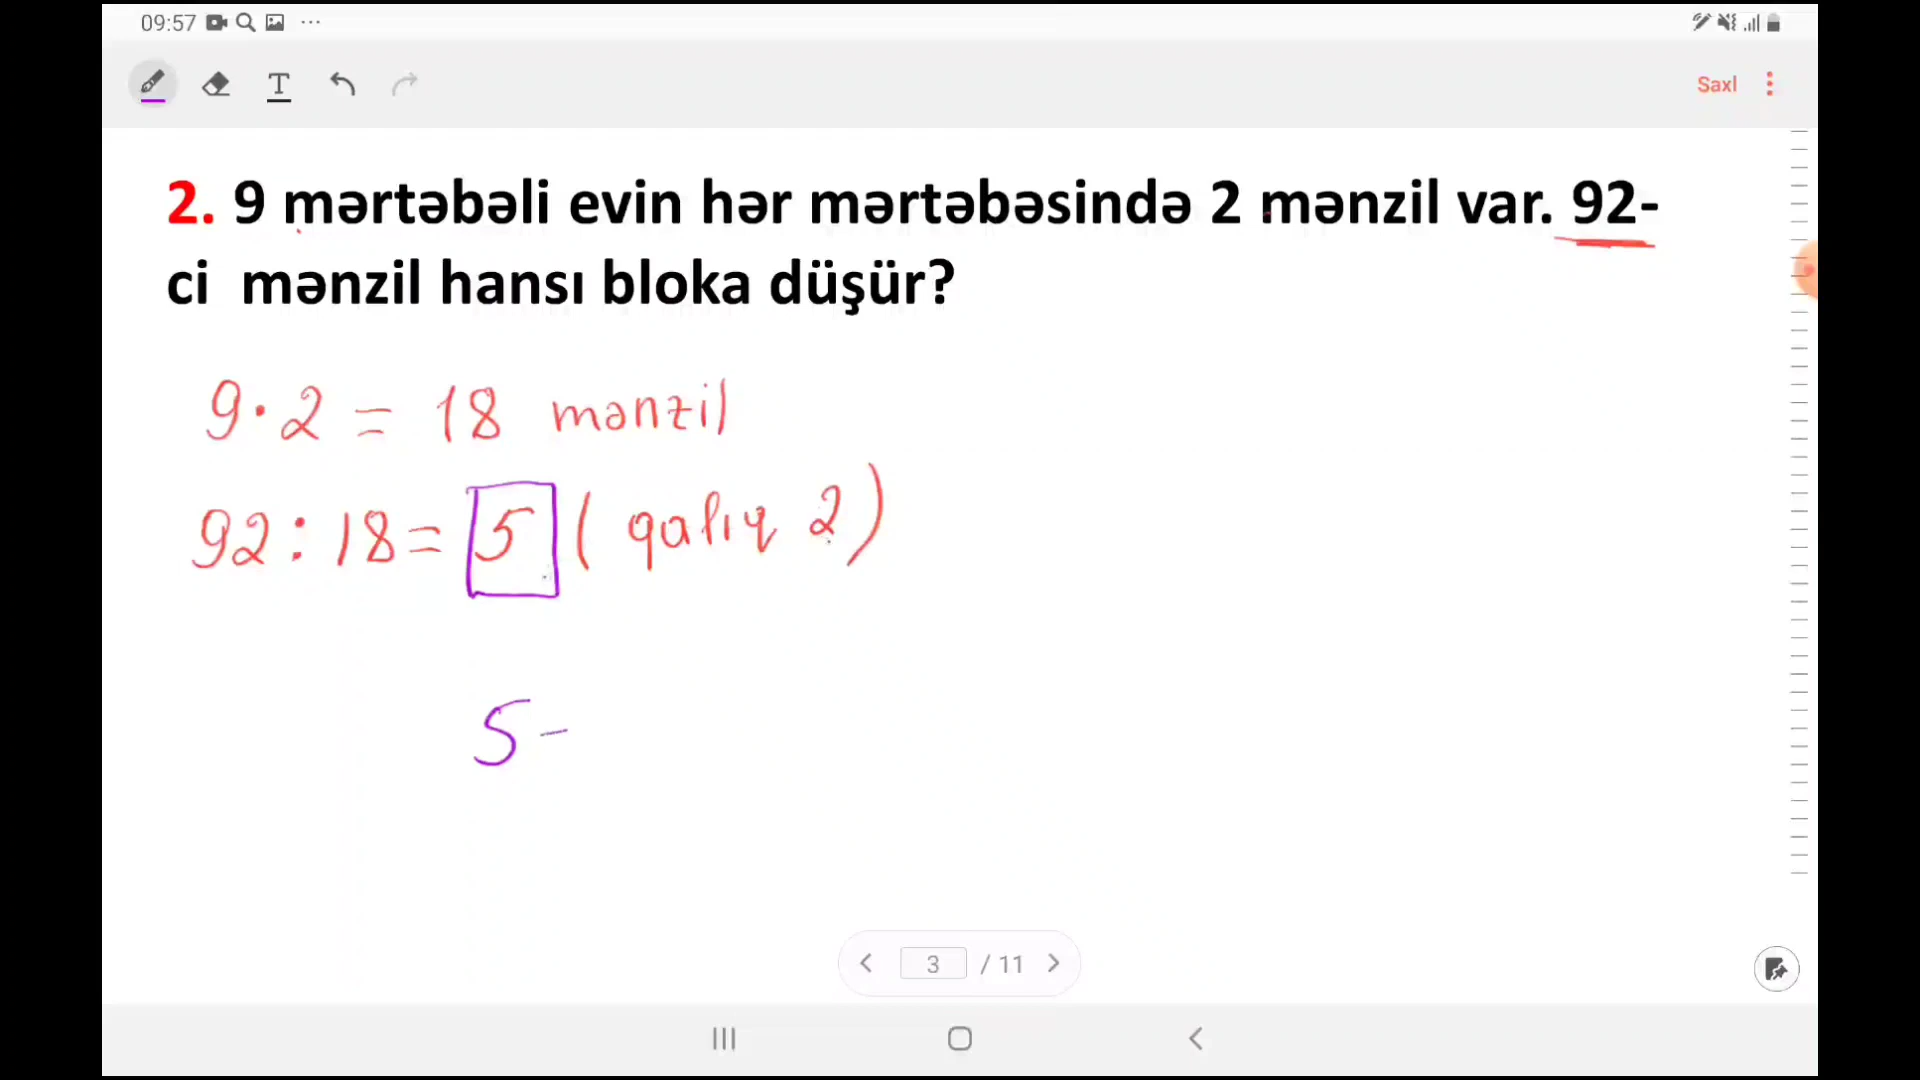 09:57
T
Saxl
2. 9 mərtəbəli evin hər mərtəbəsində 2 mənzil var. 92-
ci mənzil hansı bloka düşür?
9·2 = 18 mənzil
92:18= 5 ( qalıq 2)
5-
3 / 11